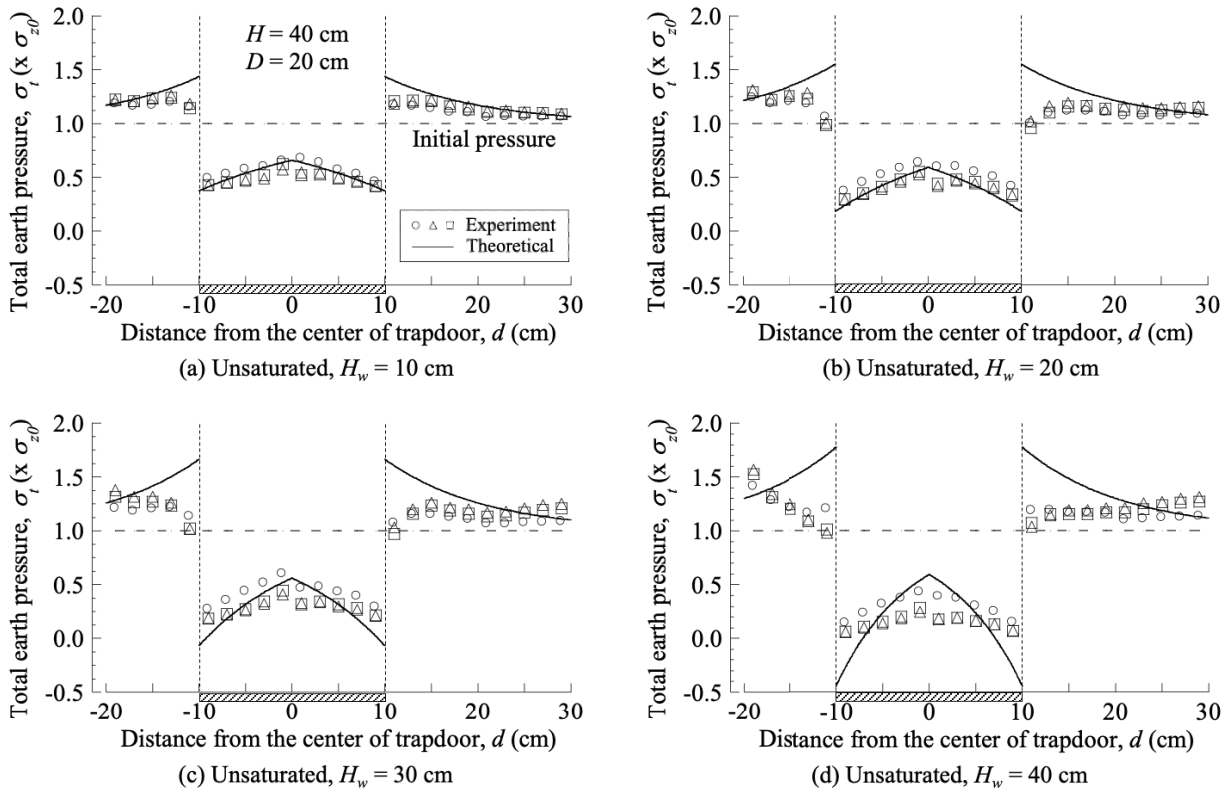 Total earth pressure, σt (x σz0)
2.0
1.5
1.0
0.5
0.0
-0.5
H = 40 cm
D = 20 cm
Initial pressure
Experiment
Theoretical
-20 -10 0 10 20 30
Distance from the center of trapdoor, d (cm)
(a) Unsaturated, Hw = 10 cm
Total earth pressure, σt (x σz0)
2.0
1.5
1.0
0.5
0.0
-0.5
-20 -10 0 10 20 30
Distance from the center of trapdoor, d (cm)
(b) Unsaturated, Hw = 20 cm
Total earth pressure, σt (x σz0)
2.0
1.5
1.0
0.5
0.0
-0.5
-20 -10 0 10 20 30
Distance from the center of trapdoor, d (cm)
(c) Unsaturated, Hw = 30 cm
Total earth pressure, σt (x σz0)
2.0
1.5
1.0
0.5
0.0
-0.5
-20 -10 0 10 20 30
Distance from the center of trapdoor, d (cm)
(d) Unsaturated, Hw = 40 cm